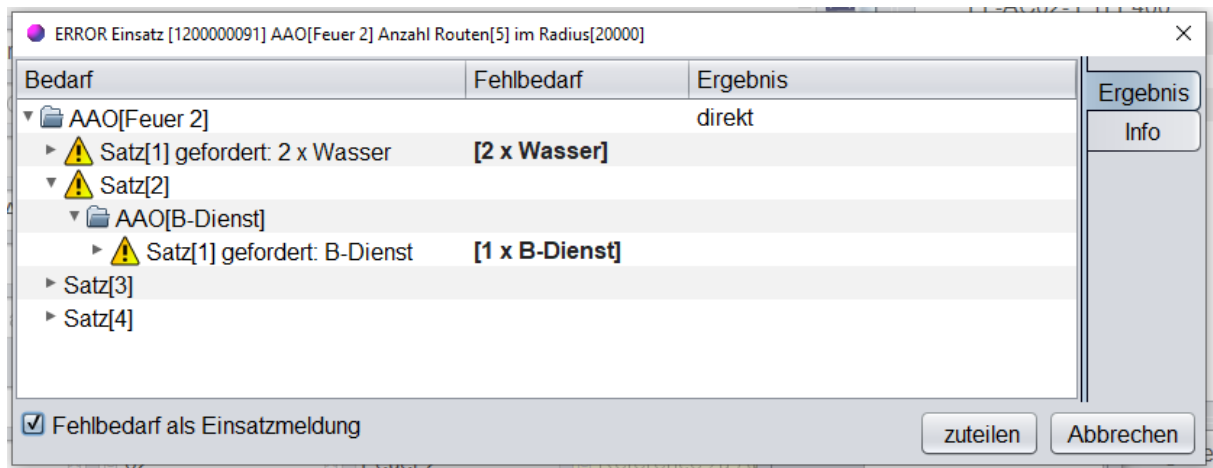 ERROR Einsatz [1200000091] AAO[Feuer 2] Anzahl Routen[5] im Radius[20000]
Bedarf Fehlbedarf Ergebnis
Ergebnis
AAO[Feuer 2] direkt
Info
Satz[1] gefordert: 2 x Wasser [2 x Wasser]
Satz[2]
AAO[B-Dienst]
Satz[1] gefordert: B-Dienst [1 x B-Dienst]
Satz[3]
Satz[4]
Fehlbedarf als Einsatzmeldung
zuteilen Abbrechen